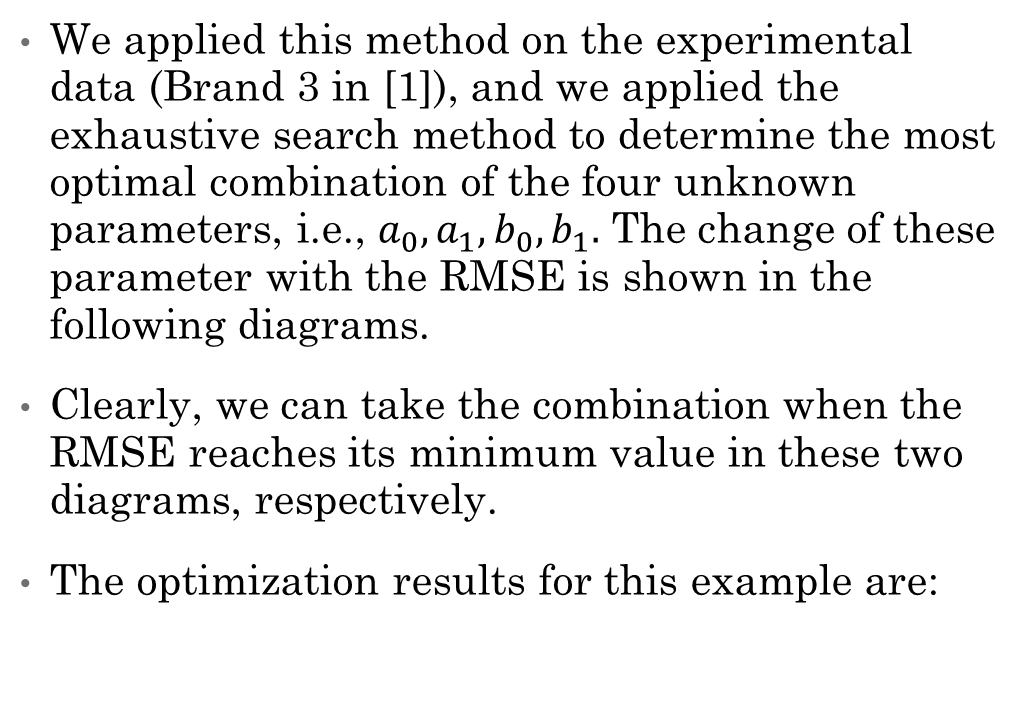 • We applied this method on the experimental
data (Brand 3 in [1]), and we applied the
exhaustive search method to determine the most
optimal combination of the four unknown
parameters, i.e., a₀, a₁, b₀, b₁. The change of these
parameter with the RMSE is shown in the
following diagrams.
• Clearly, we can take the combination when the
RMSE reaches its minimum value in these two
diagrams, respectively.
• The optimization results for this example are: